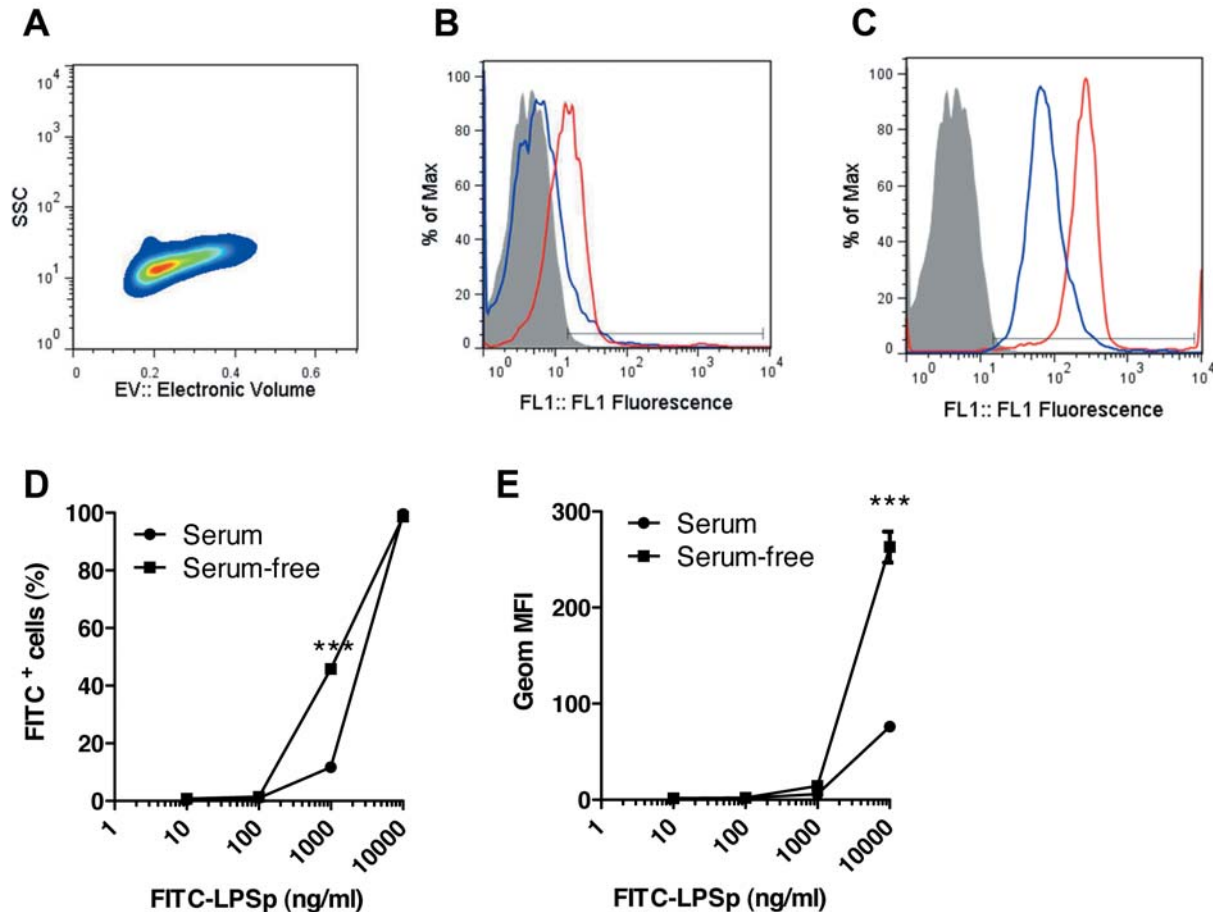 A
10^4
10^3
10^2
10^1
10^0
SSC
0
0.2
0.4
0.6
EV:: Electronic Volume
B
100
80
60
40
20
0
% of Max
10^0
10^1
10^2
10^3
10^4
FL1:: FL1 Fluorescence
C
100
80
60
40
20
0
% of Max
10^0
10^1
10^2
10^3
10^4
FL1:: FL1 Fluorescence
D
100
80
60
40
20
0
FITC + cells (%)
Serum
Serum-free
***
1
10
100
1000
10000
FITC-LPSp (ng/ml)
E
300
200
100
0
Geom MFI
Serum
Serum-free
***
1
10
100
1000
10000
FITC-LPSp (ng/ml)